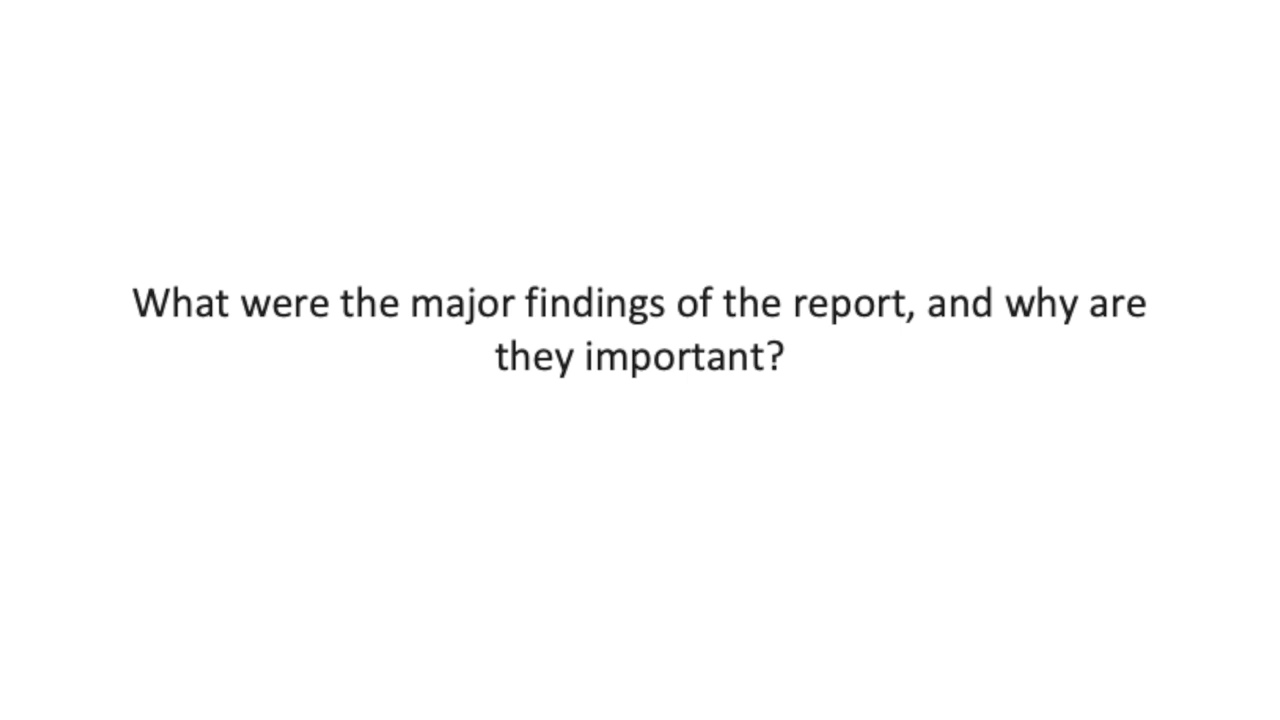 What were the major findings of the report, and why are
they important?